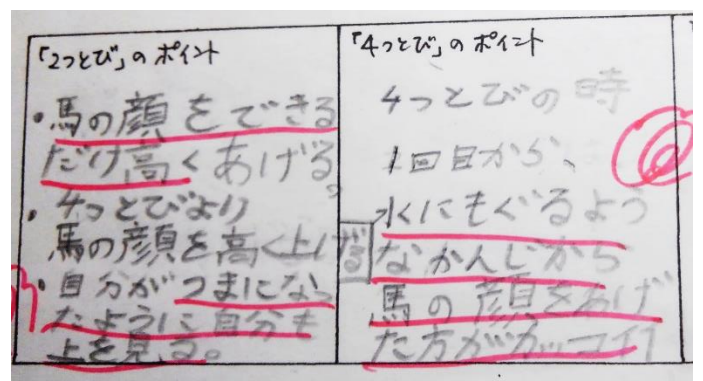 「2つとび」のポイント
・馬の顔をできる
だけ高くあげる。
・4つとびより
馬の顔を高く上げる
・自分がつまになっ
たように自分も
上を見る。
「4つとび」のポイント
4つとびの時
1回目から、
水にもぐるよう
なかんじから
馬の顔をあげ
た方がカッコイイ